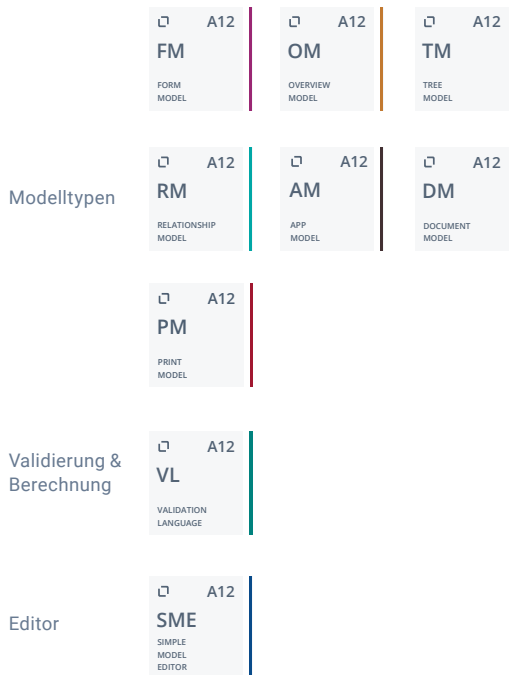 A12
FM
FORM
MODEL
A12
OM
OVERVIEW
MODEL
A12
TM
TREE
MODEL
Modelltypen
A12
RM
RELATIONSHIP
MODEL
A12
AM
APP
MODEL
A12
DM
DOCUMENT
MODEL
A12
PM
PRINT
MODEL
Validierung &
Berechnung
A12
VL
VALIDATION
LANGUAGE
Editor
A12
SME
SIMPLE
MODEL
EDITOR